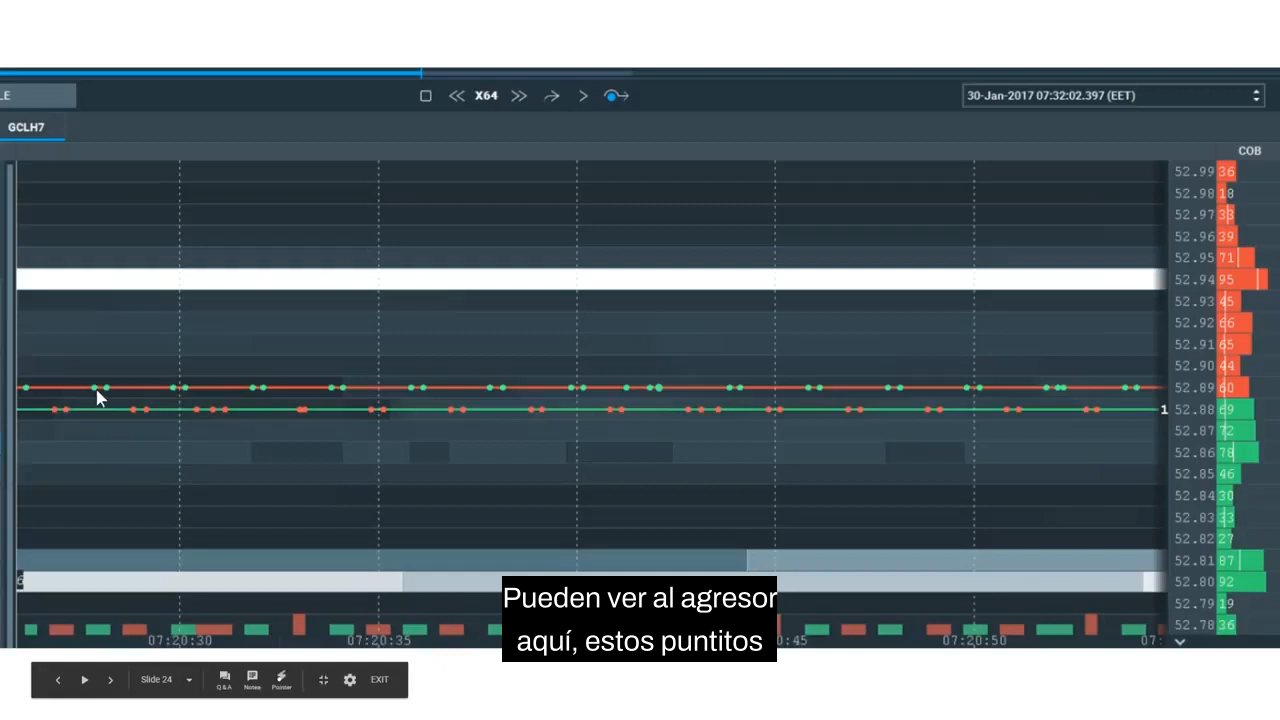 LE
X64
30-Jan-2017 07:32:02.397 (EET)
GCLH7
COB
52.99 36
52.98 18
52.97 33
52.96 39
52.95 71
52.94 95
52.93 45
52.92 66
52.91 65
52.90 44
52.89 60
52.88 69
1
52.87 72
52.86 78
52.85 46
52.84 30
52.83 33
52.82 27
52.81 87
52.80 92
52.79 19
52.78 36
07:20:30 07:20:35 :45 07:20:50 07:
Pueden ver al agresor
aquí, estos puntitos
Slide 24
Q & A
Notes
Pointer
EXIT